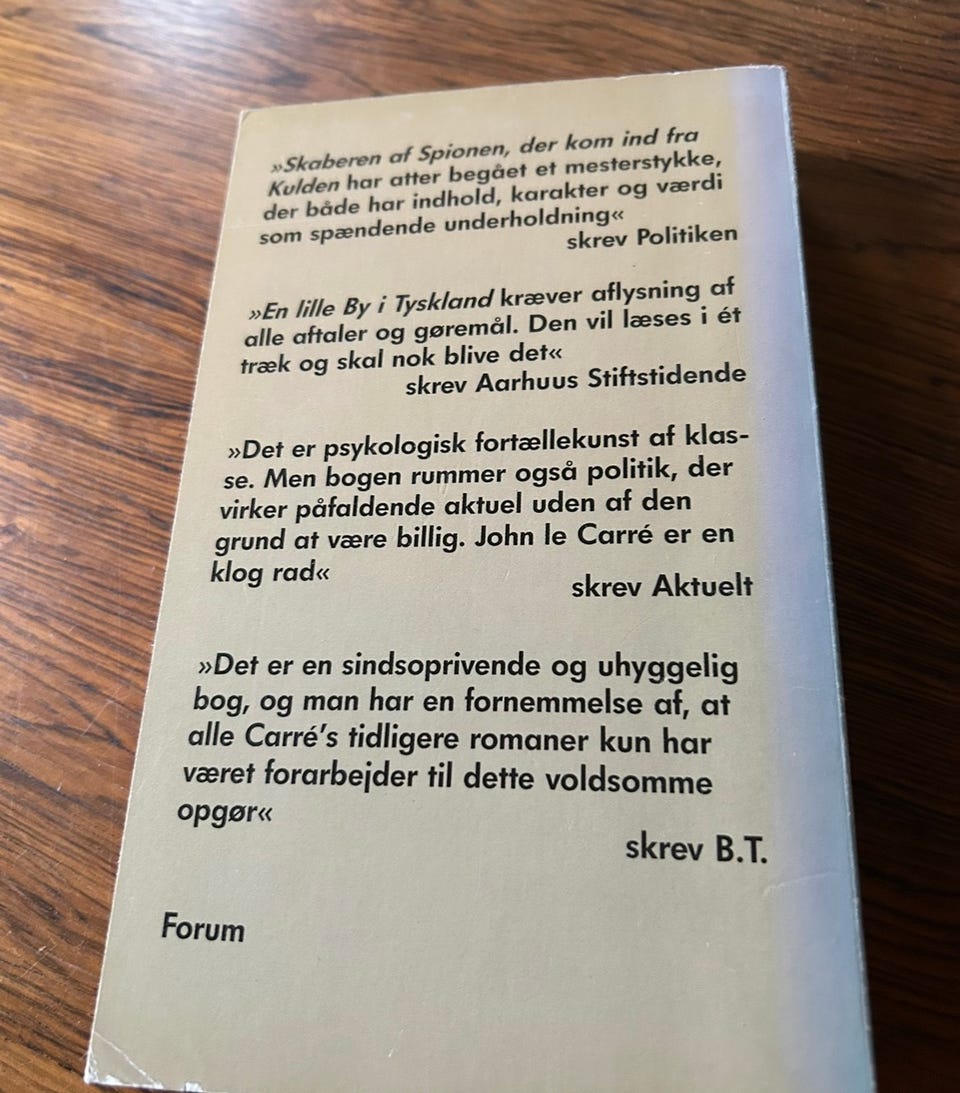 »Skaberen af Spionen, der kom ind fra
Kulden har atter begået et mesterstykke,
der både har indhold, karakter og værdi
som spændende underholdning«
skrev Politiken
»En lille By i Tyskland kræver aflysning af
alle aftaler og gøremål. Den vil læses i ét
træk og skal nok blive det«
skrev Aarhuus Stiftstidende
»Det er psykologisk fortællekunst af klas-
se. Men bogen rummer også politik, der
virker påfaldende aktuel uden af den
grund at være billig. John le Carré er en
klog rad«
skrev Aktuelt
»Det er en sindsoprivende og uhyggelig
bog, og man har en fornemmelse af, at
alle Carré's tidligere romaner kun har
været forarbejder til dette voldsomme
opgør«
skrev B.T.
Forum